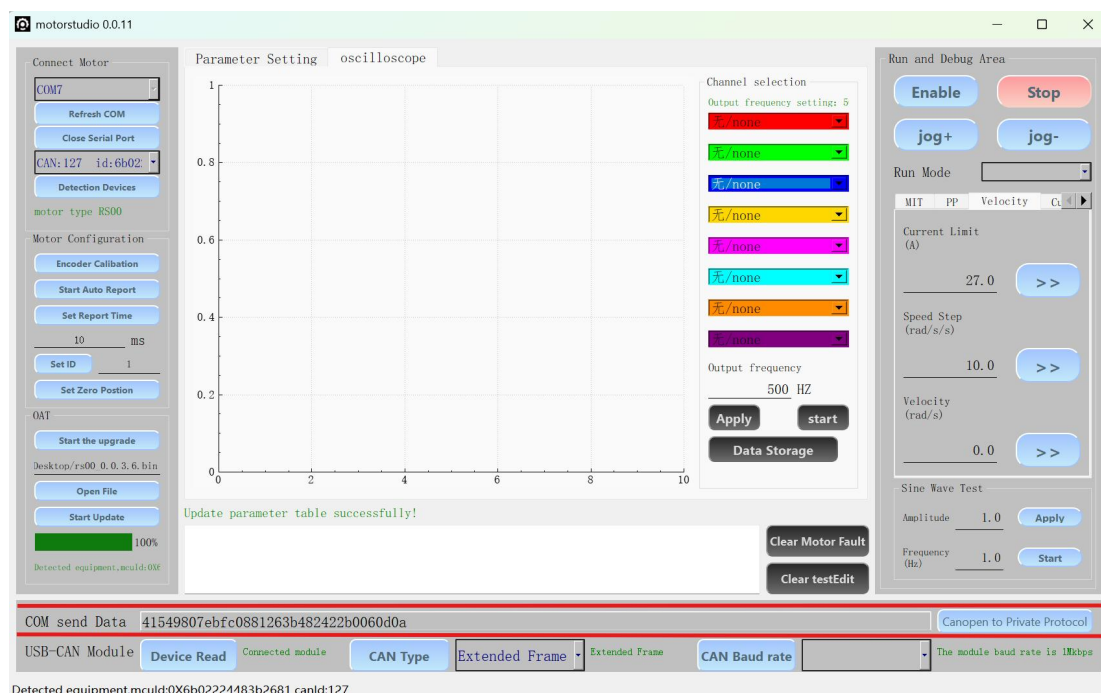 motorstudio 0.0.11
Connect Motor
COM7
Refresh COM
Close Serial Port
CAN:127 id:6b02
Detection Devices
motor type RS00
Motor Configuration
Encoder Calibation
Start Auto Report
Set Report Time
10 ms
Set ID 1
Set Zero Postion
OAT
Start the upgrade
Desktop/rs00_0.0.3.6.bin
Open File
Start Update
100%
Detected equipment,mcuId:0X6
Parameter Setting oscilloscope
1
0.8
0.6
0.4
0.2
0
0 2 4 6 8 10
Channel selection
Output frequency setting: 5
无/none
无/none
无/none
无/none
无/none
无/none
无/none
无/none
Output frequency
500 HZ
Apply start
Data Storage
Update parameter table successfully!
Clear Motor Fault
Clear testEdit
Run and Debug Area
Enable Stop
jog+ jog-
Run Mode
MIT PP Velocity Cu
Current Limit
(A)
27.0 >>
Speed Step
(rad/s/s)
10.0 >>
Velocity
(rad/s)
0.0 >>
Sine Wave Test
Amplitude 1.0 Apply
Frequency
(Hz) 1.0 Start
COM send Data 41549807ebfc0881263b482422b0060d0a Canopen to Private Protocol
USB-CAN Module Device Read Connected module CAN Type Extended Frame Extended Frame CAN Baud rate The module baud rate is 1Mkbps
Detected equipment,mcuId:0X6b02224483b2681 canId:127